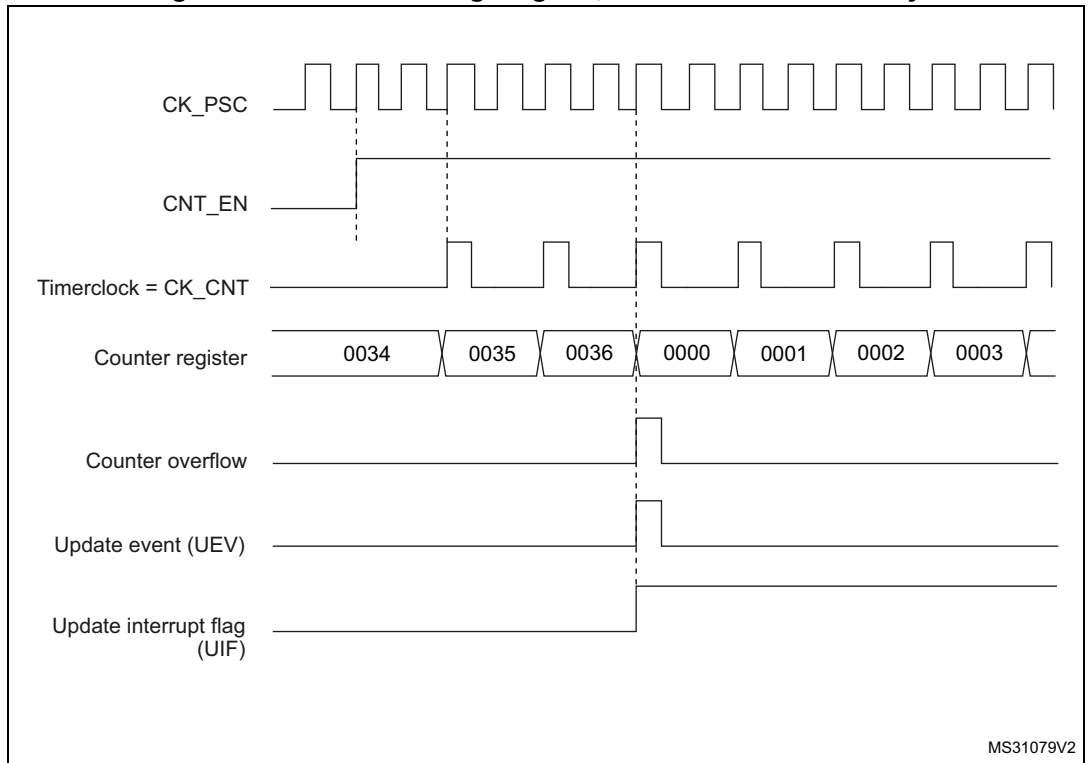 CK_PSC
CNT_EN
Timerclock = CK_CNT
Counter register
0034 0035 0036 0000 0001 0002 0003
Counter overflow
Update event (UEV)
Update interrupt flag
(UIF)
MS31079V2